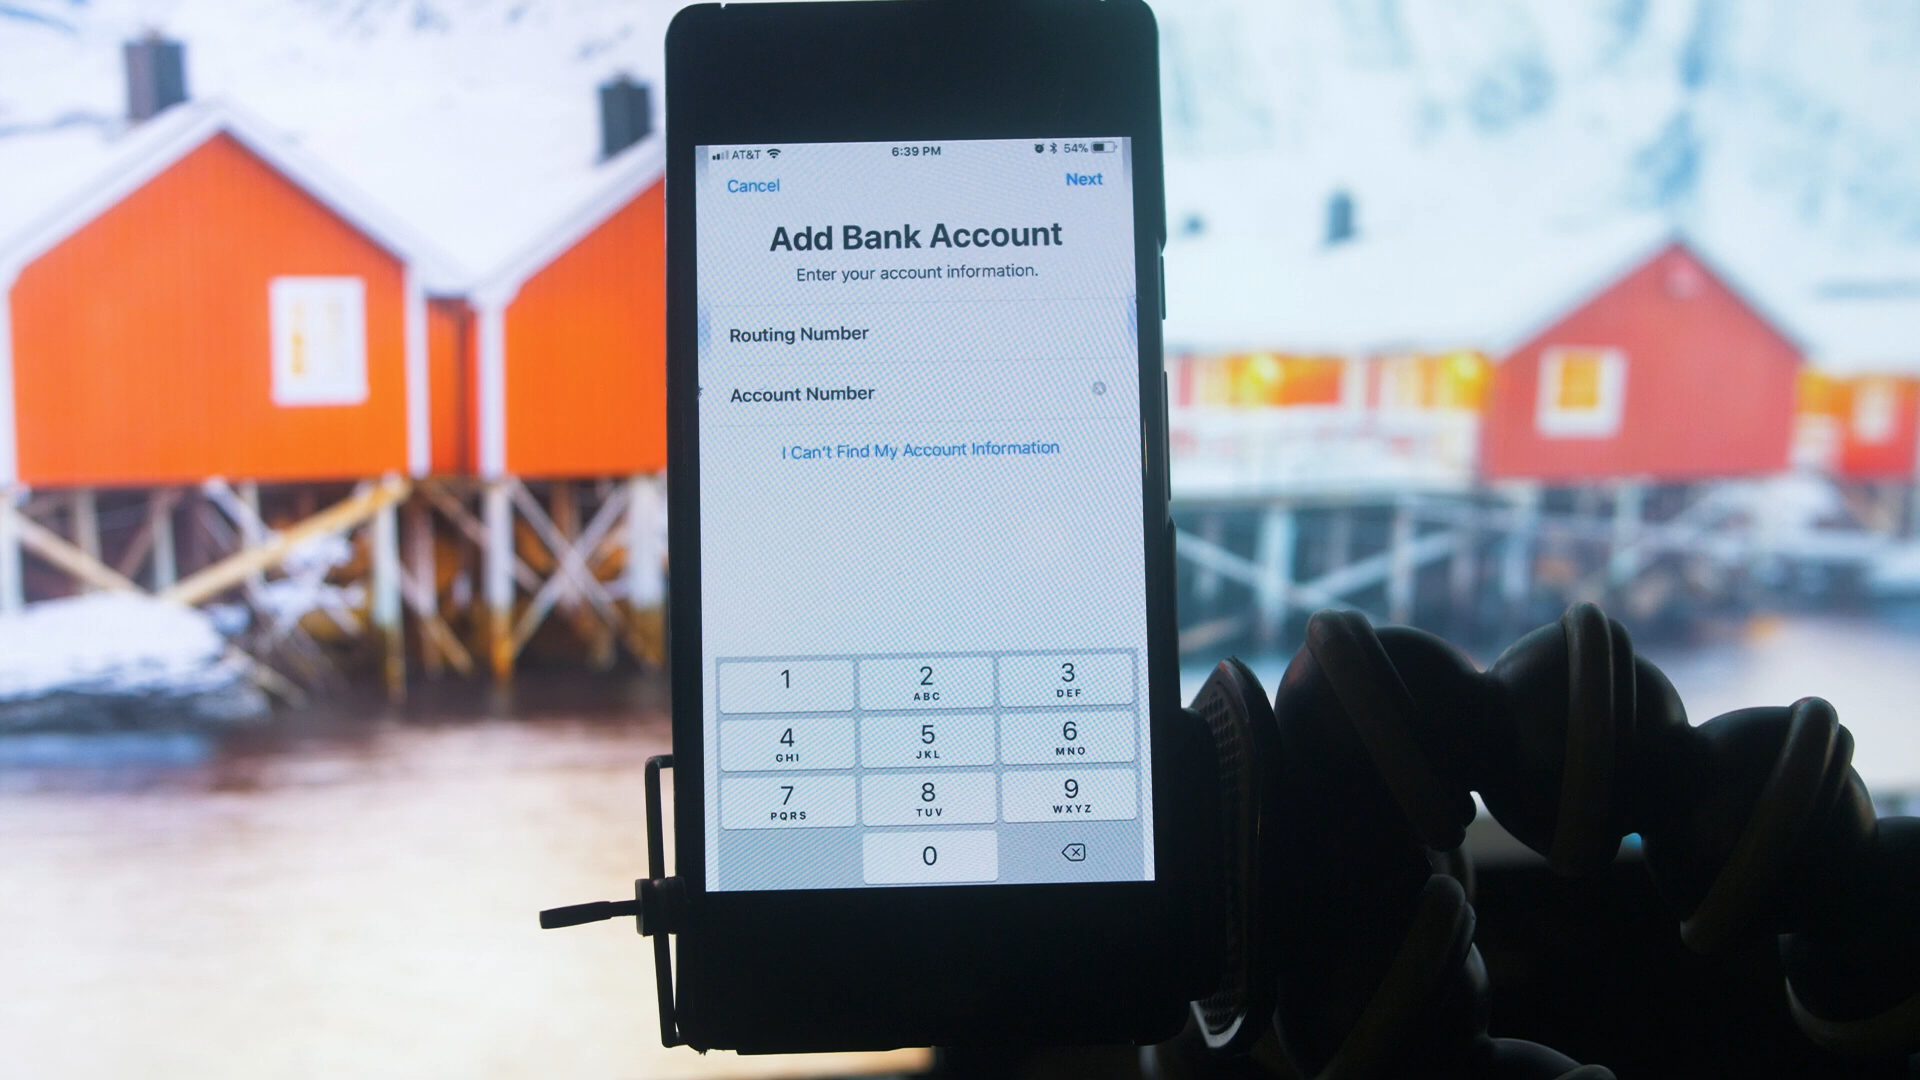 AT&T 6:39 PM 54%
Cancel Next
Add Bank Account
Enter your account information.
Routing Number
Account Number
I Can't Find My Account Information
1 2 3
ABC DEF
4 5 6
GHI JKL MNO
7 8 9
PQRS TUV WXYZ
0